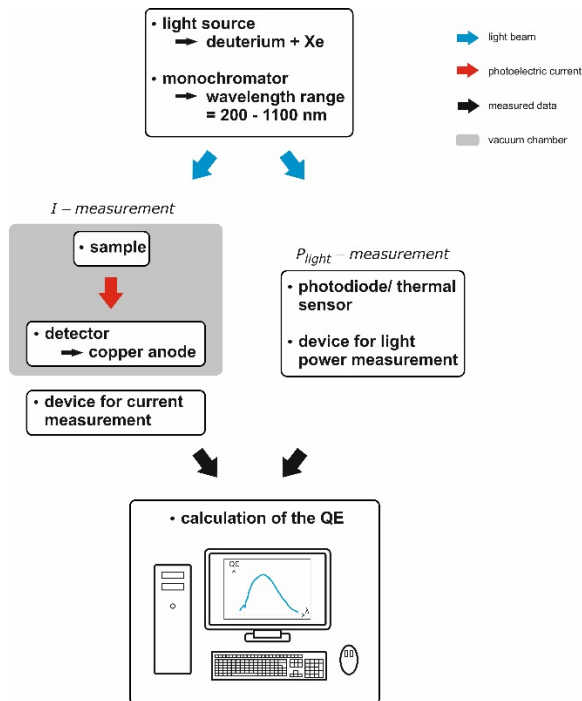 • light source
→ deuterium + Xe
• monochromator
→ wavelength range
= 200 - 1100 nm
light beam
photoelectric current
measured data
vacuum chamber
I – measurement
• sample
• detector
→ copper anode
• device for current
measurement
Plight – measurement
• photodiode/ thermal
sensor
• device for light
power measurement
• calculation of the QE
QE
λ